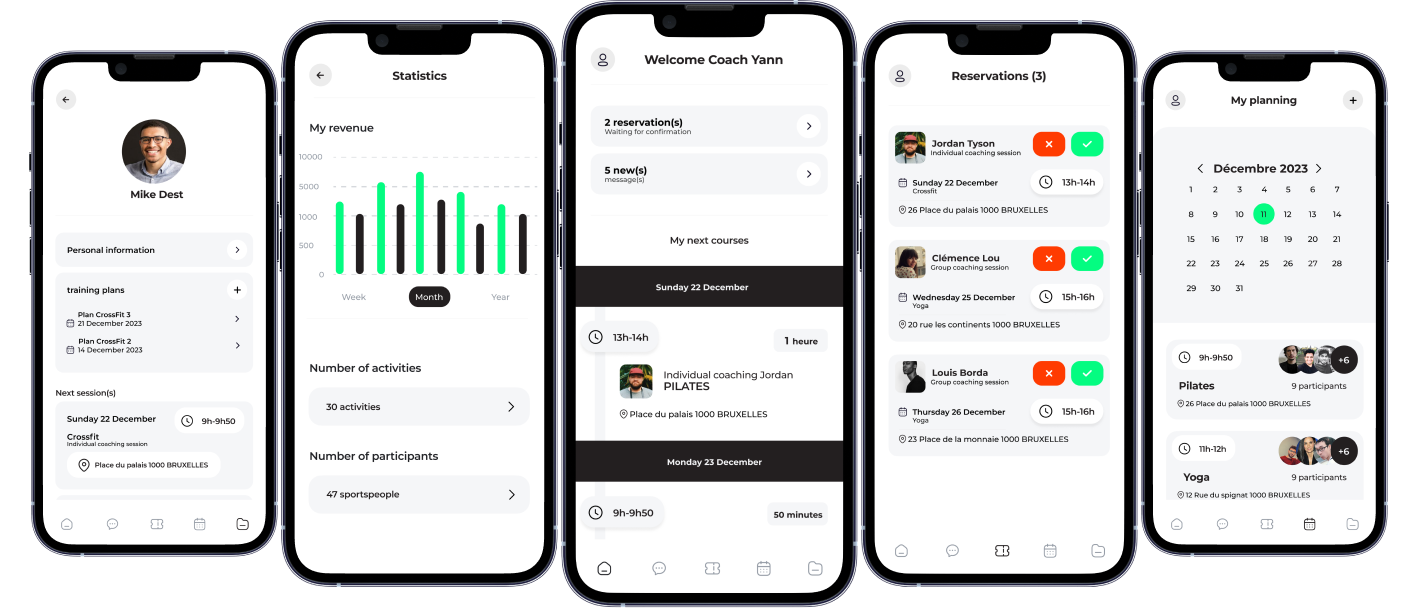 Mike Dest
Personal information
training plans
Plan CrossFit 3
21 December 2023
Plan CrossFit 2
14 December 2023
Next session(s)
Sunday 22 December
9h-9h50
Crossfit
Individual coaching session
Place du palais 1000 BRUXELLES
Statistics
My revenue
10000
5000
1000
500
0
Week Month Year
Number of activities
30 activities
Number of participants
47 sportspeople
Welcome Coach Yann
2 reservation(s)
Waiting for confirmation
5 new(s)
message(s)
My next courses
Sunday 22 December
13h-14h
1 heure
Individual coaching Jordan
PILATES
Place du palais 1000 BRUXELLES
Monday 23 December
9h-9h50
50 minutes
Reservations (3)
Jordan Tyson
Individual coaching session
Sunday 22 December
Crossfit
13h-14h
26 Place du palais 1000 BRUXELLES
Clémence Lou
Group coaching session
Wednesday 25 December
Yoga
15h-16h
20 rue les continents 1000 BRUXELLES
Louis Borda
Group coaching session
Thursday 26 December
Yoga
15h-16h
23 Place de la monnaie 1000 BRUXELLES
My planning
Décembre 2023
1 2 3 4 5 6 7
8 9 10 11 12 13 14
15 16 17 18 19 20 21
22 23 24 25 26 27 28
29 30 31
9h-9h50
+6
Pilates
9 participants
26 Place du palais 1000 BRUXELLES
11h-12h
+6
Yoga
9 participants
12 Rue du spignat 1000 BRUXELLES